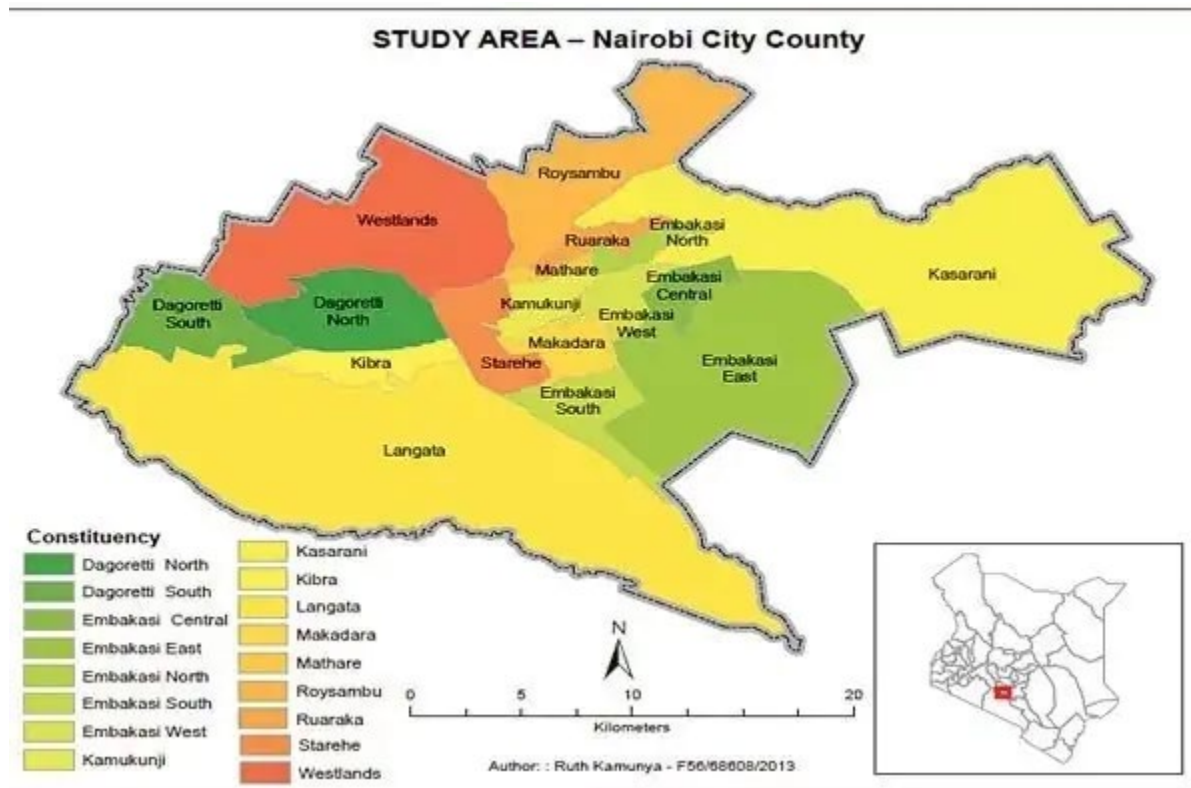 STUDY AREA – Nairobi City County
Roysambu
Westlands
Ruaraka
Embakasi
North
Mathare
Kasarani
Embakasi
Central
Dagoretti
South
Dagoretti
North
Kamukunji
Embakasi
West
Makadara
Kibra
Starehe
Embakasi
East
Embakasi
South
Langata
Constituency
Dagoretti North
Dagoretti South
Embakasi Central
Embakasi East
Embakasi North
Embakasi South
Embakasi West
Kamukunji
Kasarani
Kibra
Langata
Makadara
Mathare
Roysambu
Ruaraka
Starehe
Westlands
N
0 5 10 20
Kilometers
Author: : Ruth Kamunya - F56/68608/2013